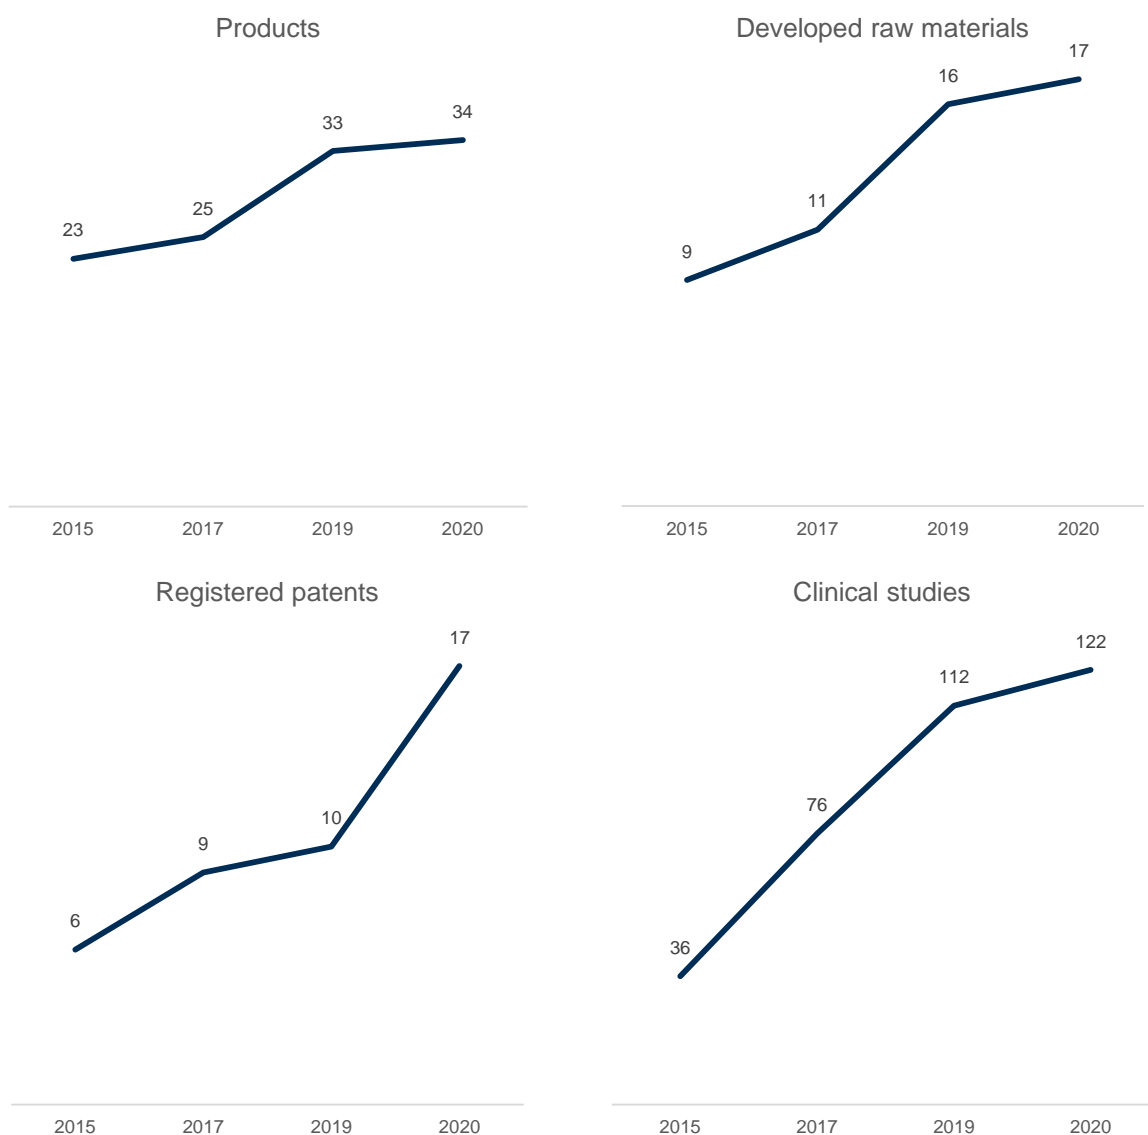 Products
23
25
33
34
2015 2017 2019 2020
Developed raw materials
9
11
16
17
2015 2017 2019 2020
Registered patents
6
9
10
17
2015 2017 2019 2020
Clinical studies
36
76
112
122
2015 2017 2019 2020